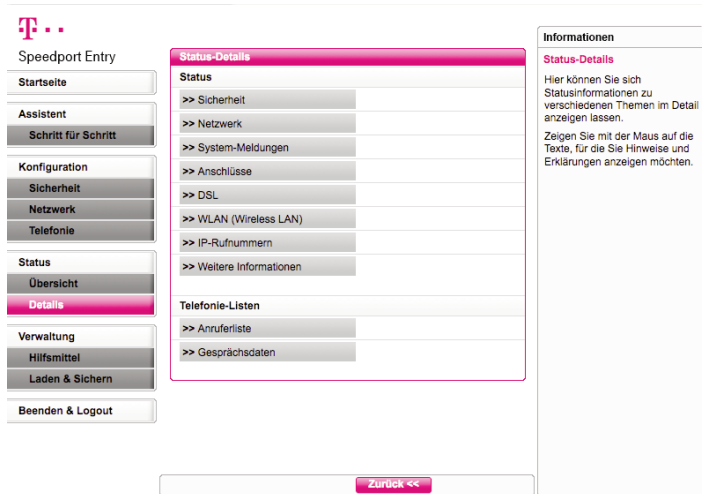 T
Speedport Entry
Startseite
Assistent
Schritt für Schritt
Konfiguration
Sicherheit
Netzwerk
Telefonie
Status
Übersicht
Details
Verwaltung
Hilfsmittel
Laden & Sichern
Beenden & Logout
Status-Details
Status
>> Sicherheit
>> Netzwerk
>> System-Meldungen
>> Anschlüsse
>> DSL
>> WLAN (Wireless LAN)
>> IP-Rufnummern
>> Weitere Informationen
Telefonie-Listen
>> Anruferliste
>> Gesprächsdaten
Zurück <<
Informationen
Status-Details
Hier können Sie sich
Statusinformationen zu
verschiedenen Themen im Detail
anzeigen lassen.
Zeigen Sie mit der Maus auf die
Texte, für die Sie Hinweise und
Erklärungen anzeigen möchten.